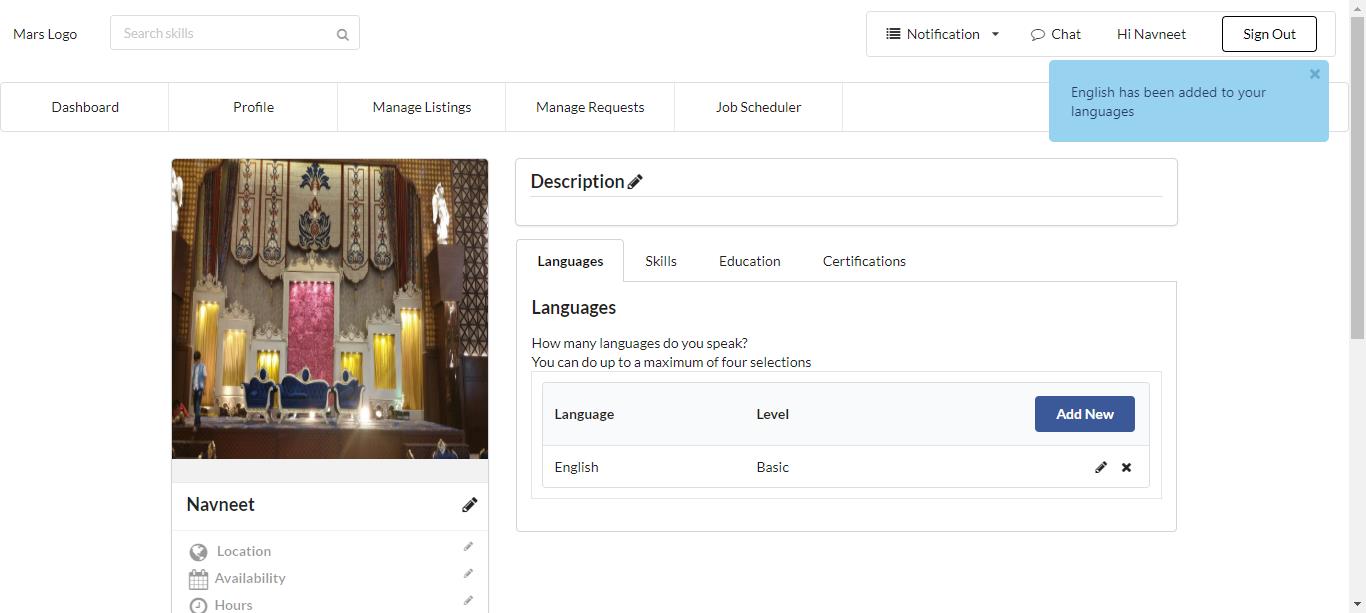 Mars Logo
Search skills
Notification
Chat
Hi Navneet
Sign Out
English has been added to your
languages
Dashboard
Profile
Manage Listings
Manage Requests
Job Scheduler
Description
Languages
Skills
Education
Certifications
Languages
How many languages do you speak?
You can do up to a maximum of four selections
Language
Level
Add New
English
Basic
Navneet
Location
Availability
Hours